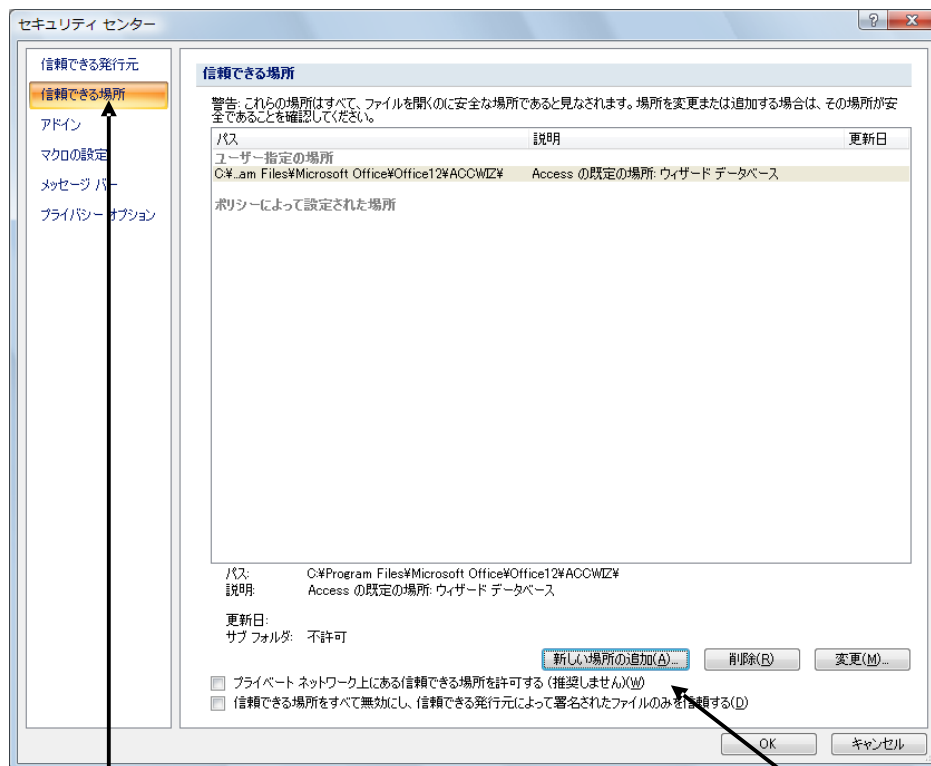 セキュリティ センター
信頼できる発行元
信頼できる場所
アドイン
マクロの設定
メッセージ バー
プライバシー オプション
信頼できる場所
警告: これらの場所はすべて、ファイルを開くのに安全な場所であると見なされます。場所を変更または追加する場合は、その場所が安
全であることを確認してください。
パス 説明 更新日
ユーザー指定の場所
C:¥...am Files¥Microsoft Office¥Office12¥ACCWIZ¥ Access の既定の場所: ウィザード データベース
ポリシーによって設定された場所
パス: C:¥Program Files¥Microsoft Office¥Office12¥ACCWIZ¥
説明: Access の既定の場所: ウィザード データベース
更新日:
サブ フォルダ: 不許可
新しい場所の追加(A)... 削除(R) 変更(M)...
プライベート ネットワーク上にある信頼できる場所を許可する (推奨しません)(W)
信頼できる場所をすべて無効にし、信頼できる発行元によって署名されたファイルのみを信頼する(D)
OK キャンセル